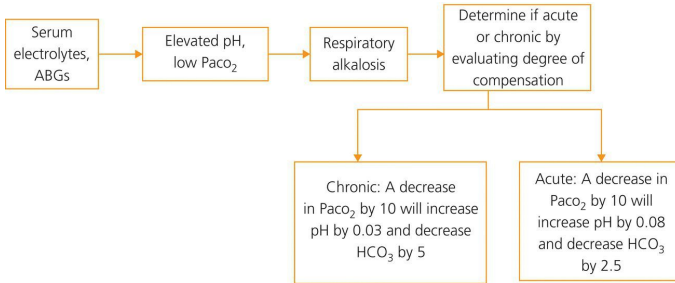 Serum
electrolytes,
ABGs
Elevated pH,
low Paco₂
Respiratory
alkalosis
Determine if acute
or chronic by
evaluating degree of
compensation
Chronic: A decrease
in Paco₂ by 10 will increase
pH by 0.03 and decrease
HCO₃ by 5
Acute: A decrease in
Paco₂ by 10 will
increase pH by 0.08
and decrease HCO₃
by 2.5